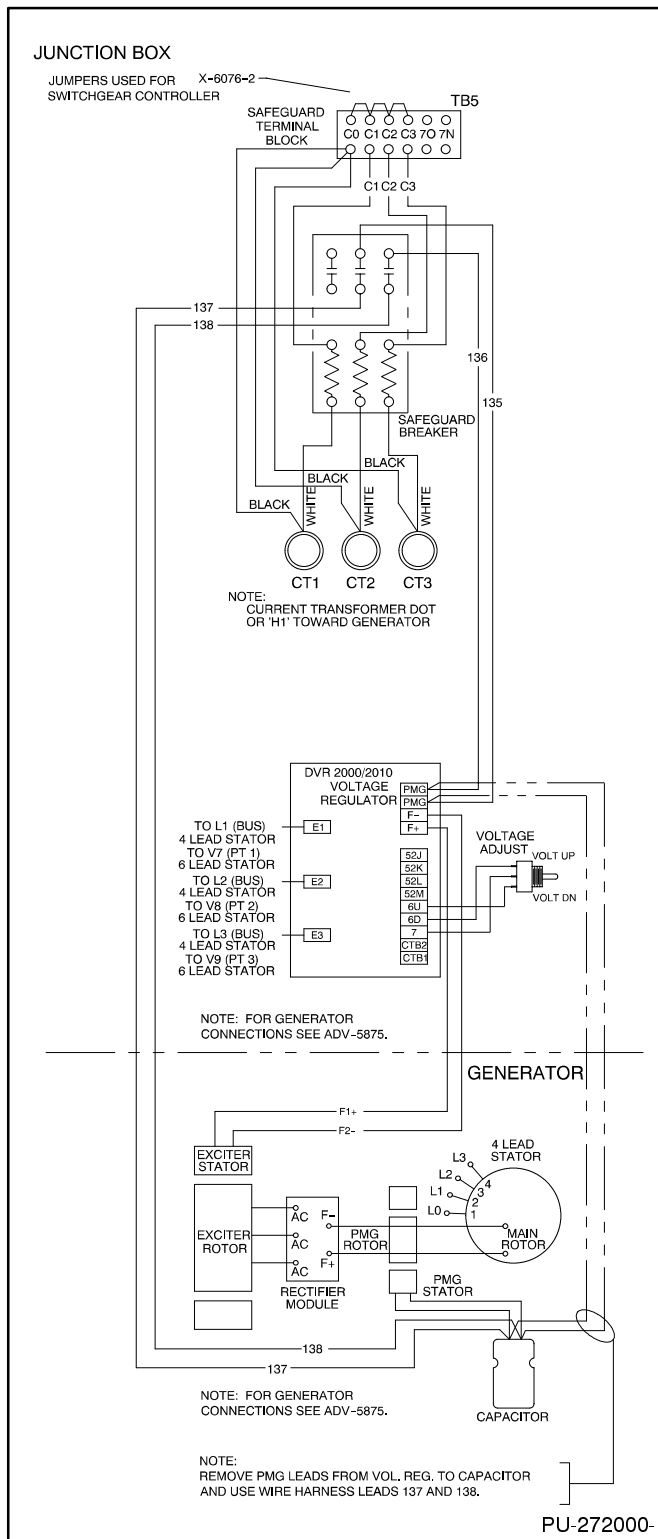 JUNCTION BOX
JUMPERS USED FOR
SWITCHGEAR CONTROLLER
X-6076-2
TB5
SAFEGUARD
TERMINAL
BLOCK
C0 C1 C2 C3 7O 7N
C1 C2 C3
137
138
136
135
SAFEGUARD
BREAKER
BLACK
BLACK
BLACK
WHITE
WHITE
WHITE
CT1 CT2 CT3
NOTE:
CURRENT TRANSFORMER DOT
OR 'H1' TOWARD GENERATOR
DVR 2000/2010
VOLTAGE
REGULATOR
PMG
PMG
F-
F+
TO L1 (BUS)
4 LEAD STATOR
E1
TO V7 (PT 1)
6 LEAD STATOR
TO L2 (BUS)
4 LEAD STATOR
E2
TO V8 (PT 2)
6 LEAD STATOR
TO L3 (BUS)
4 LEAD STATOR
E3
TO V9 (PT 3)
6 LEAD STATOR
52J
52K
52L
52M
6U
6D
7
CTB2
CTB1
VOLTAGE
ADJUST
VOLT UP
VOLT DN
NOTE: FOR GENERATOR
CONNECTIONS SEE ADV-5875.
GENERATOR
F1+
F2-
EXCITER
STATOR
EXCITER
ROTOR
AC
AC
AC
F-
F+
RECTIFIER
MODULE
PMG
ROTOR
PMG
STATOR
4 LEAD
STATOR
L3
L2
L1
L0
4
3
2
1
MAIN
ROTOR
138
137
CAPACITOR
NOTE: FOR GENERATOR
CONNECTIONS SEE ADV-5875.
NOTE:
REMOVE PMG LEADS FROM VOL. REG. TO CAPACITOR
AND USE WIRE HARNESS LEADS 137 AND 138.
PU-272000-